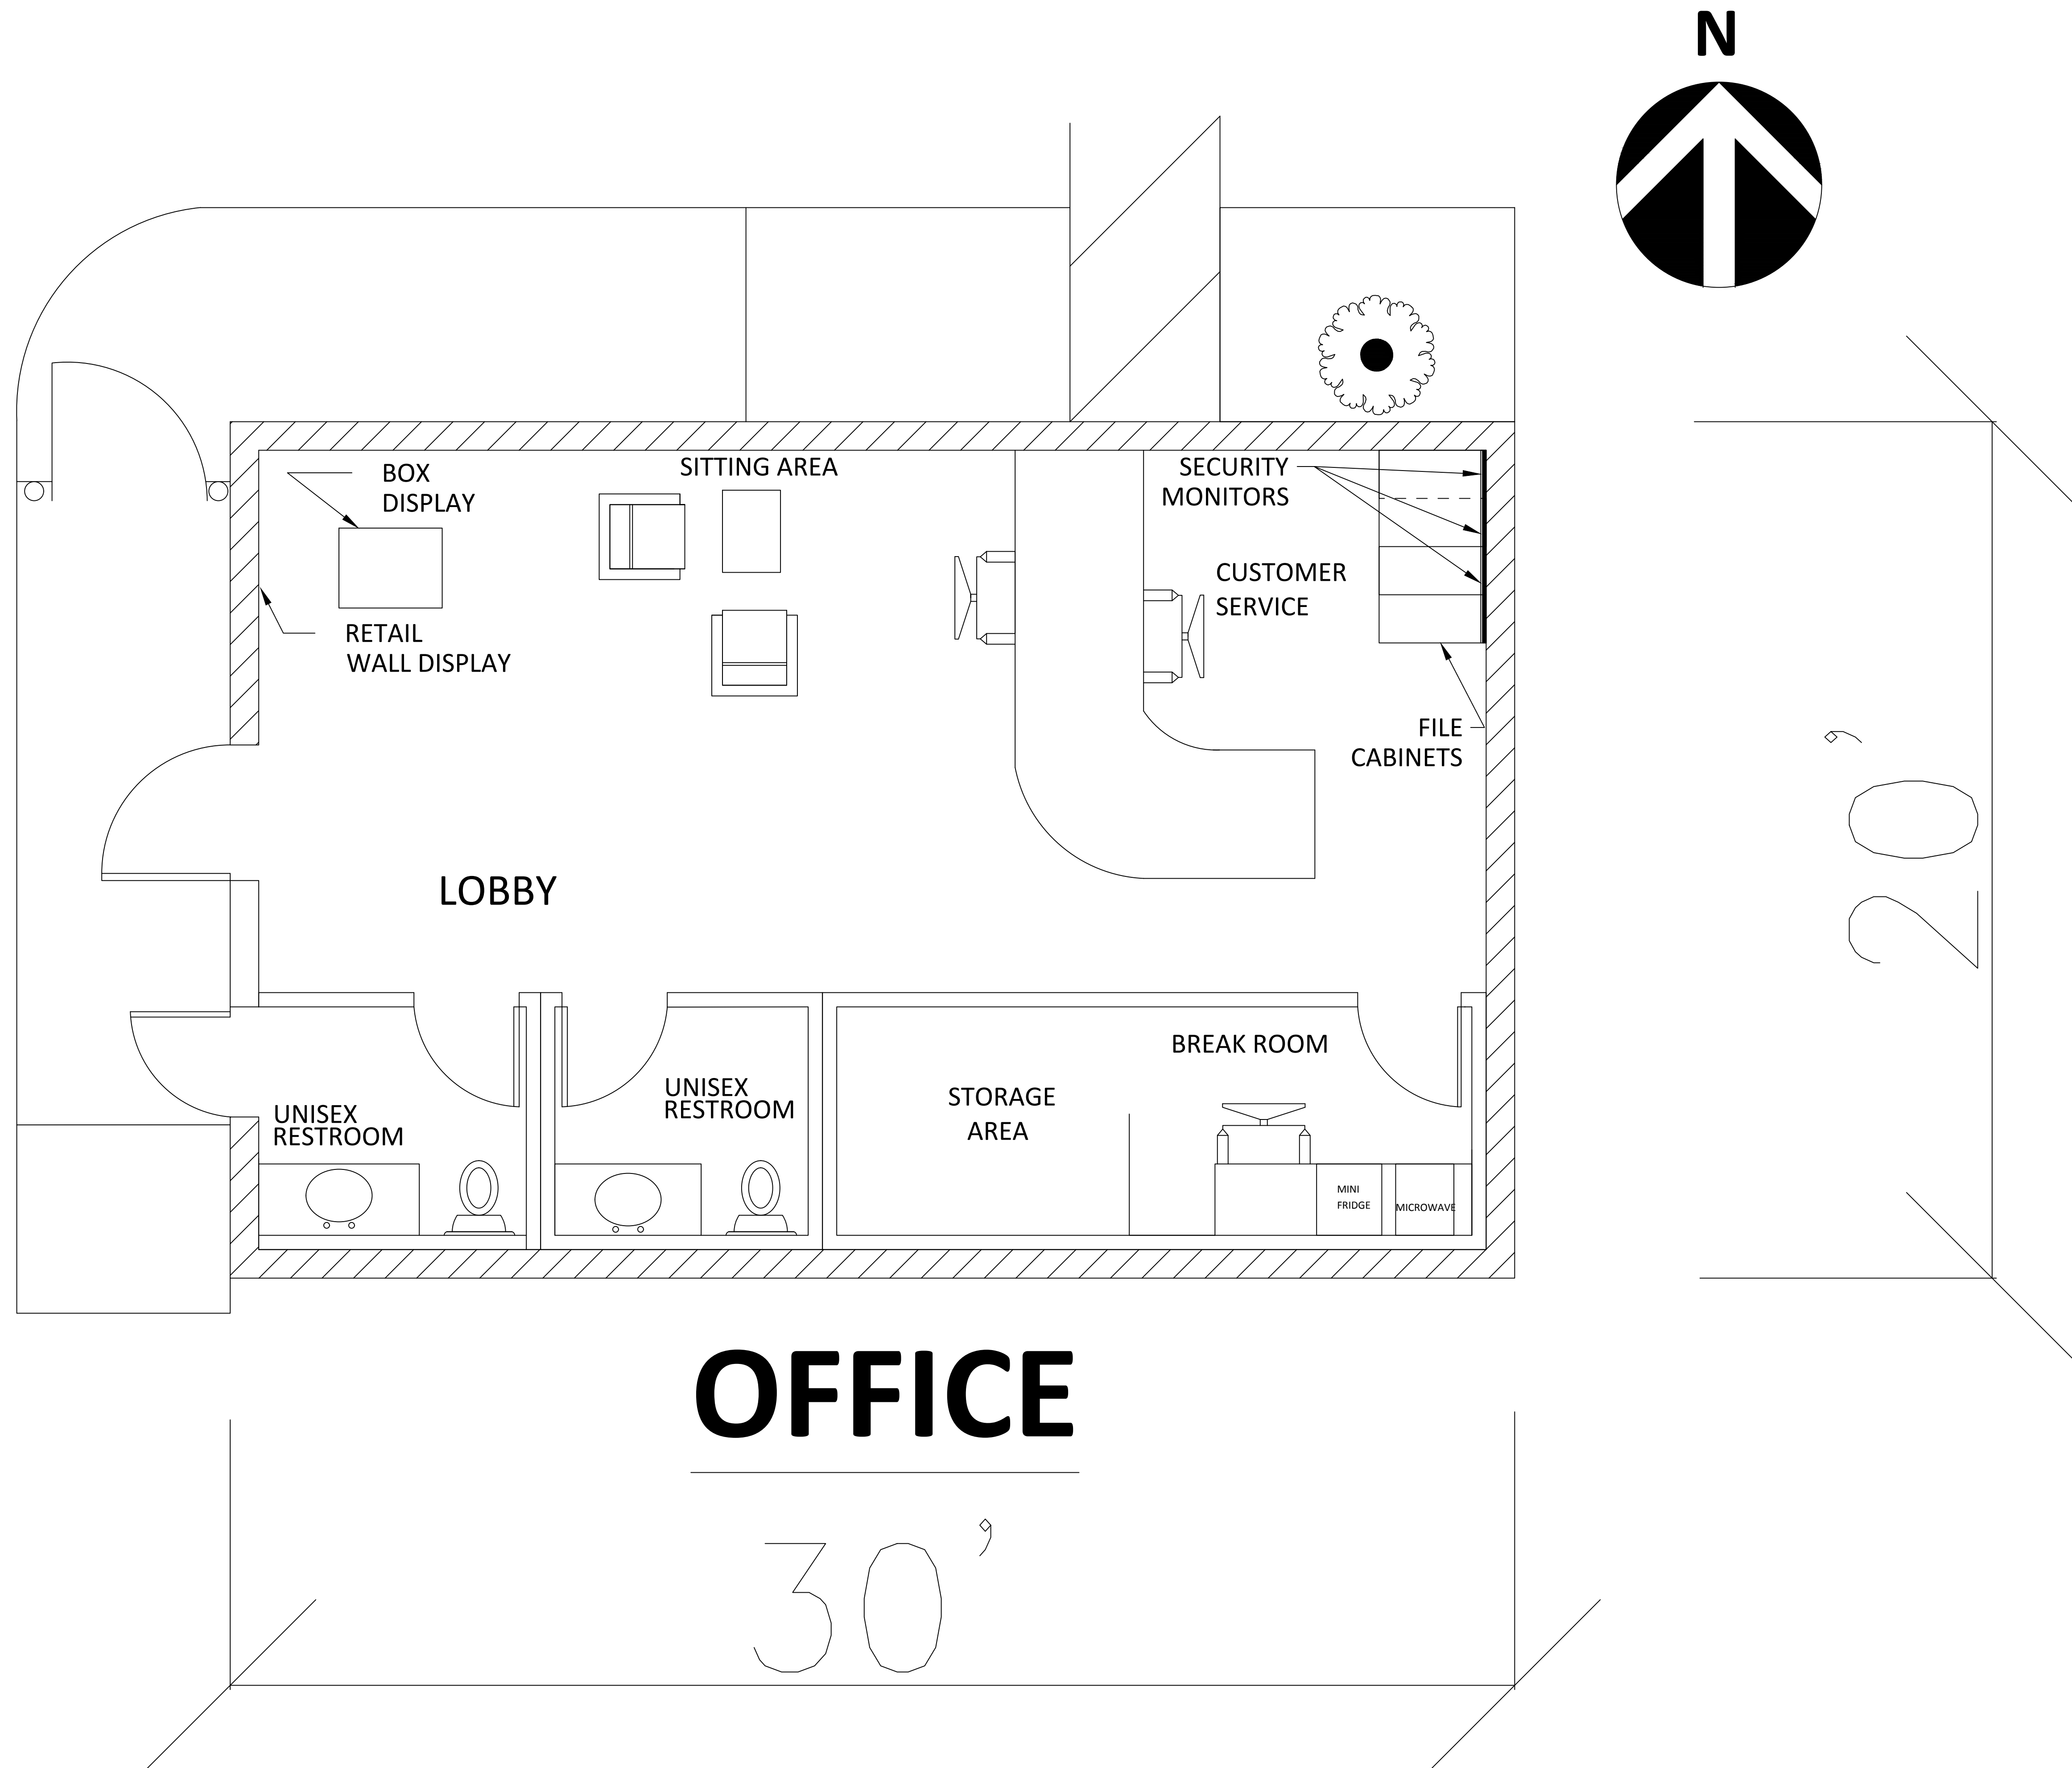 N
BOX
DISPLAY
SITTING AREA
SECURITY
MONITORS
CUSTOMER
SERVICE
RETAIL
WALL DISPLAY
FILE
CABINETS
20'
LOBBY
BREAK ROOM
UNISEX
RESTROOM
UNISEX
RESTROOM
STORAGE
AREA
MINI
FRIDGE
MICROWAVE
OFFICE
30'